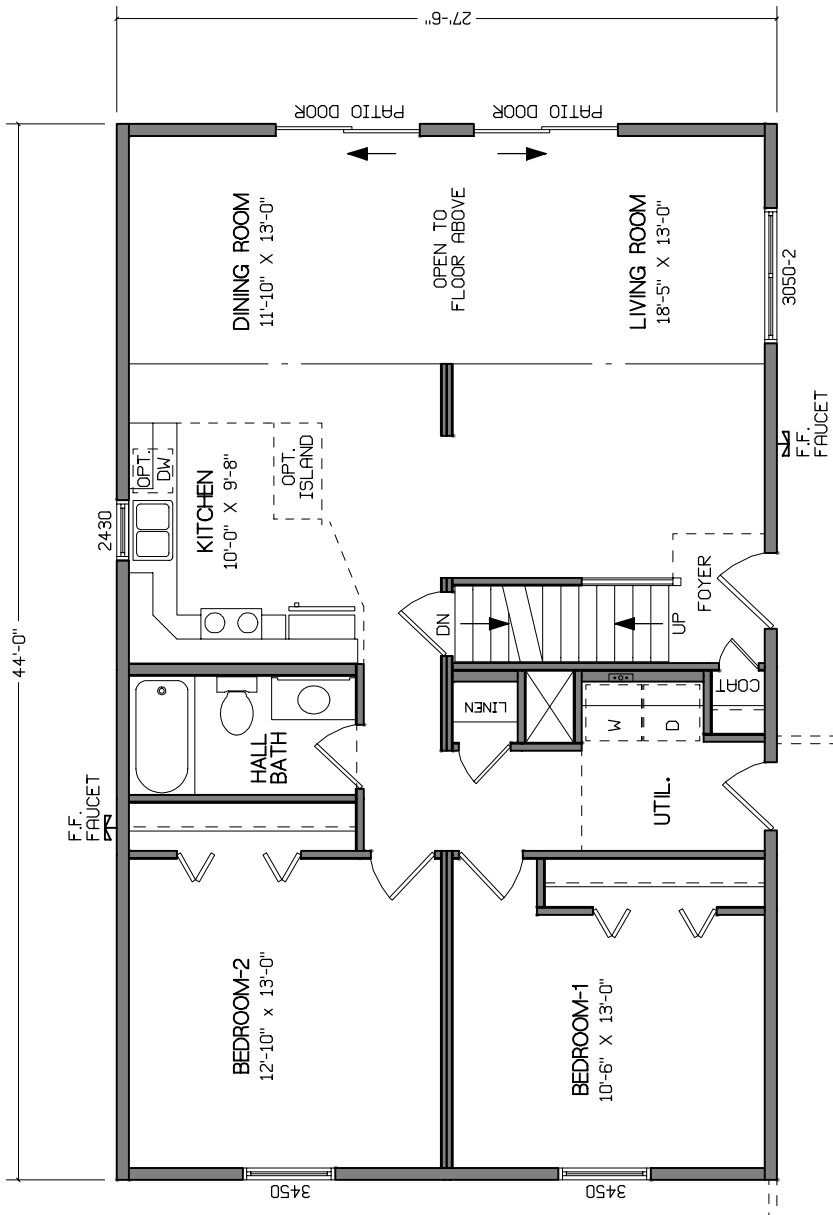 44'-0"
27'-6"
PATIO DOOR
PATIO DOOR
DINING ROOM
11'-10" X 13'-0"
OPEN TO
FLOOR ABOVE
LIVING ROOM
18'-5" X 13'-0"
3050-2
F.F.
FAUCET
2430
OPT.
DW
KITCHEN
10'-0" X 9'-8"
OPT.
ISLAND
DN
UP
FOYER
COAT
LINEN
W
D
UTIL.
HALL
BATH
F.F.
FAUCET
BEDROOM-2
12'-10" x 13'-0"
BEDROOM-1
10'-6" X 13'-0"
3450
3450